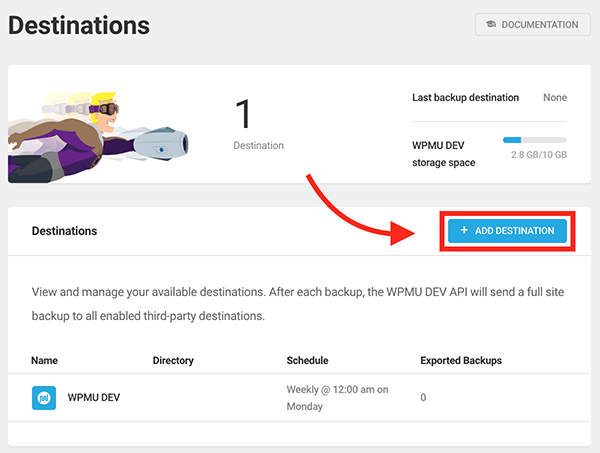 Destinations
DOCUMENTATION
1
Destination
Last backup destination None
WPMU DEV
storage space
2.8 GB/10 GB
Destinations
+ ADD DESTINATION
View and manage your available destinations. After each backup, the WPMU DEV API will send a full site
backup to all enabled third-party destinations.
Name Directory Schedule Exported Backups
WPMU DEV Weekly @ 12:00 am on 0
Monday